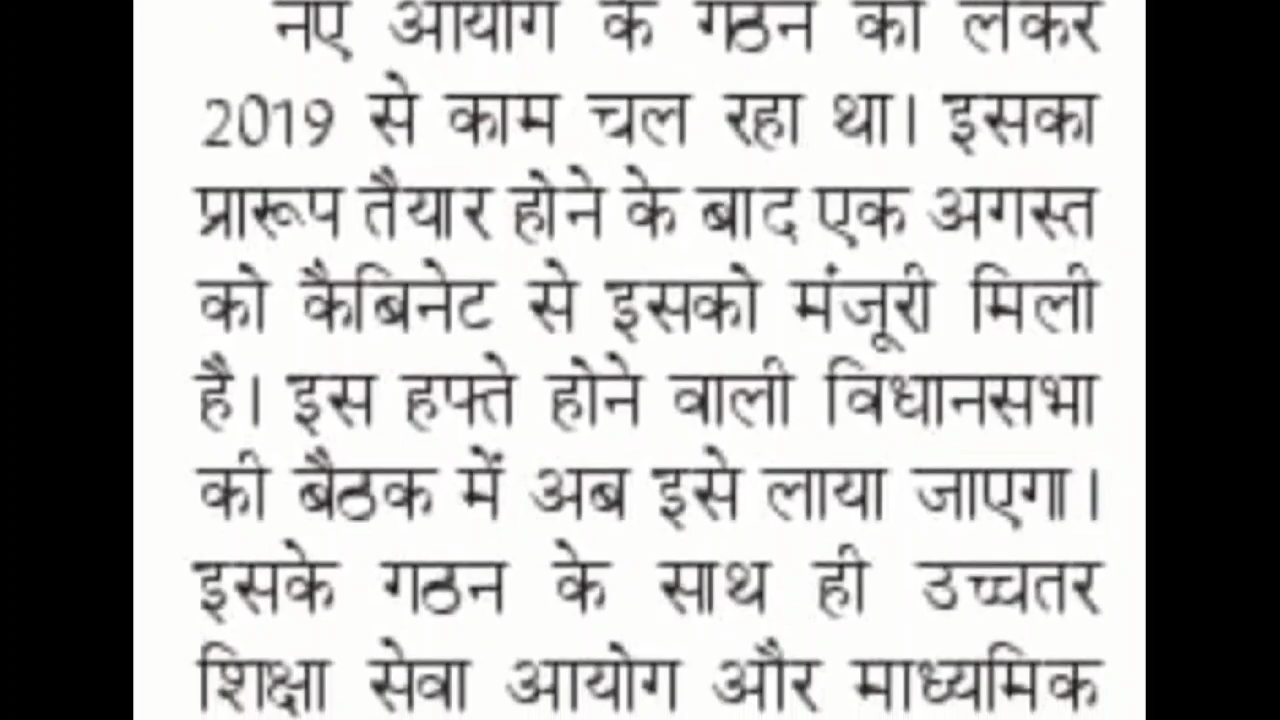 नए आयोग के गठन को लेकर
2019 से काम चल रहा था। इसका
प्रारूप तैयार होने के बाद एक अगस्त
को कैबिनेट से इसको मंजूरी मिली
है। इस हफ्ते होने वाली विधानसभा
की बैठक में अब इसे लाया जाएगा।
इसके गठन के साथ ही उच्चतर
शिक्षा सेवा आयोग और माध्यमिक